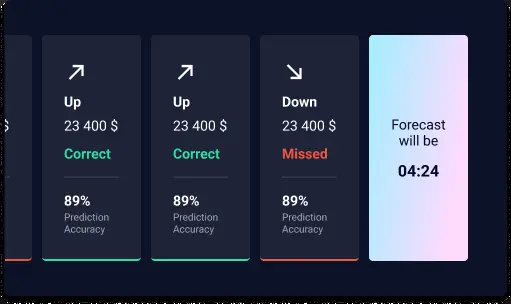 $
Up
23 400 $
Correct
89%
Prediction
Accuracy
Up
23 400 $
Correct
89%
Prediction
Accuracy
Down
23 400 $
Missed
89%
Prediction
Accuracy
Forecast
will be
04:24